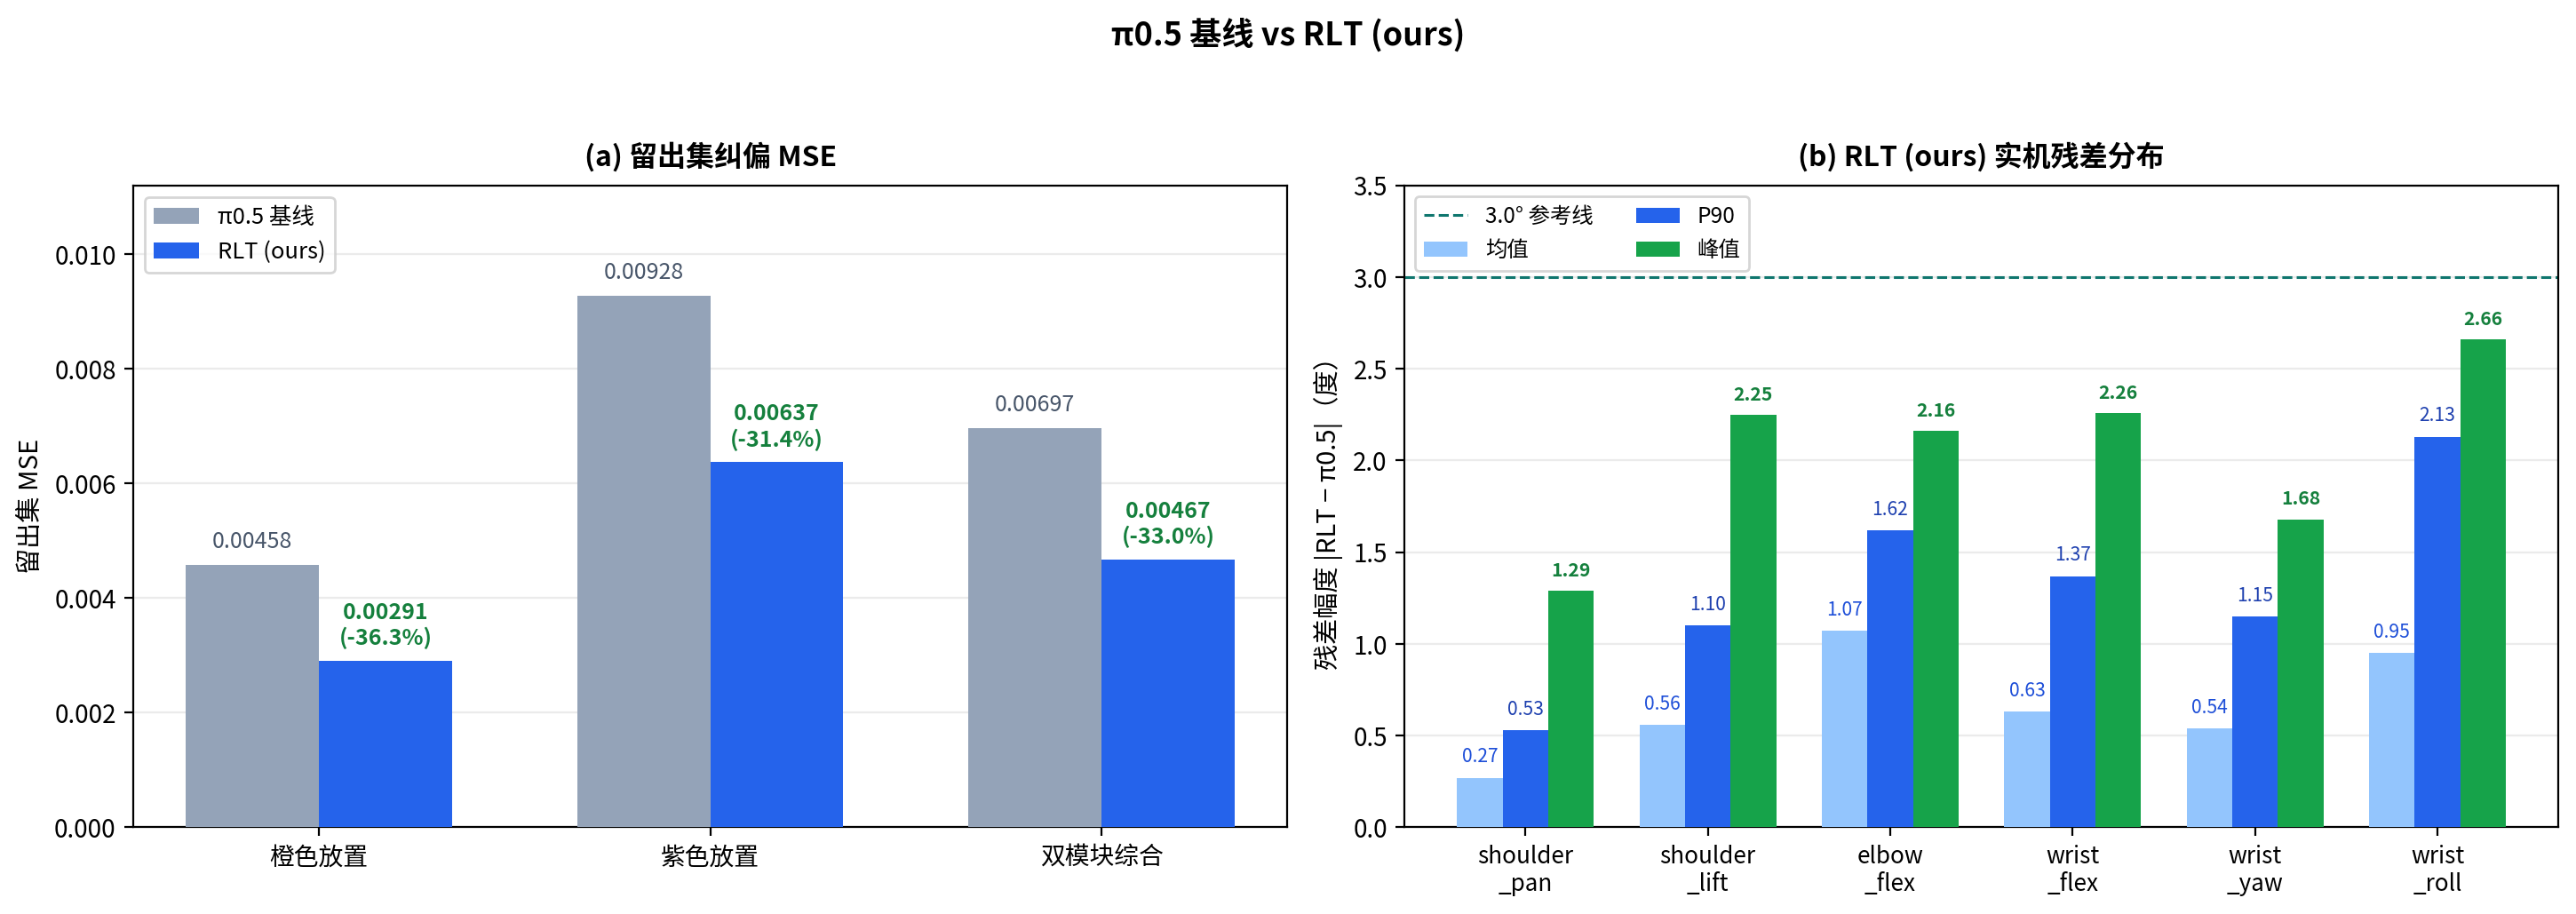 π0.5 基线 vs RLT (ours)
(a) 留出集纠偏 MSE
留出集 MSE
0.010
0.008
0.006
0.004
0.002
0.000
π0.5 基线
RLT (ours)
0.00458
0.00291
(-36.3%)
0.00928
0.00637
(-31.4%)
0.00697
0.00467
(-33.0%)
橙色放置
紫色放置
双模块综合
(b) RLT (ours) 实机残差分布
残差幅度 |RLT − π0.5| （度）
3.5
3.0
2.5
2.0
1.5
1.0
0.5
0.0
3.0° 参考线
均值
P90
峰值
0.27
0.53
1.29
0.56
1.10
2.25
1.07
1.62
2.16
0.63
1.37
2.26
0.54
1.15
1.68
0.95
2.13
2.66
shoulder
_pan
shoulder
_lift
elbow
_flex
wrist
_flex
wrist
_yaw
wrist
_roll